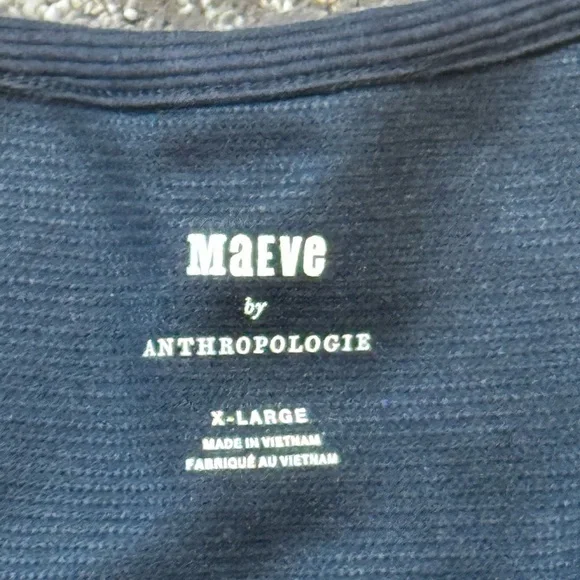 MaEve
by
ANTHROPOLOGIE
X-LARGE
MADE IN VIETNAM
FABRIQUÉ AU VIETNAM